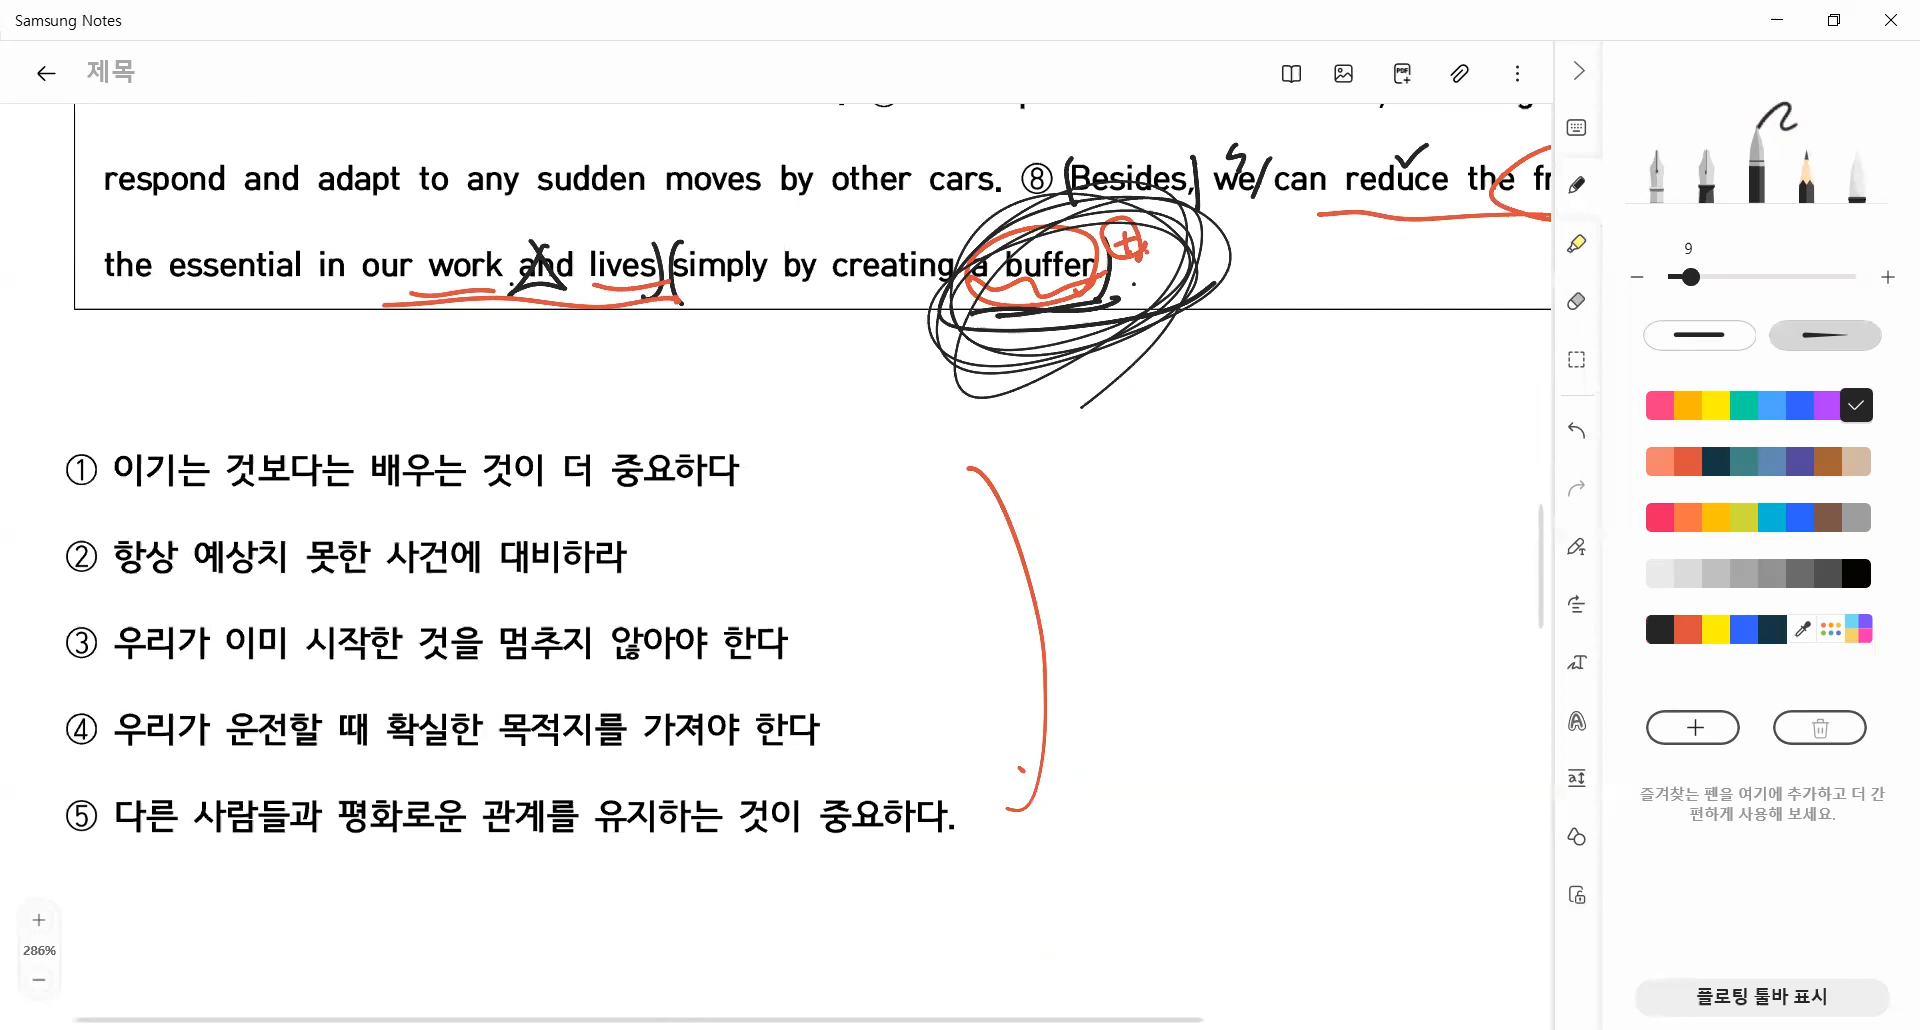 Samsung Notes
제목
respond and adapt to any sudden moves by other cars. ⑧ Besides, we can reduce the
the essential in our work and lives simply by creating a buffer
① 이기는 것보다는 배우는 것이 더 중요하다
② 항상 예상치 못한 사건에 대비하라
③ 우리가 이미 시작한 것을 멈추지 않아야 한다
④ 우리가 운전할 때 확실한 목적지를 가져야 한다
⑤ 다른 사람들과 평화로운 관계를 유지하는 것이 중요하다.
286%
PDF
9
즐겨찾는 펜을 여기에 추가하고 더 간
편하게 사용해 보세요.
플로팅 툴바 표시